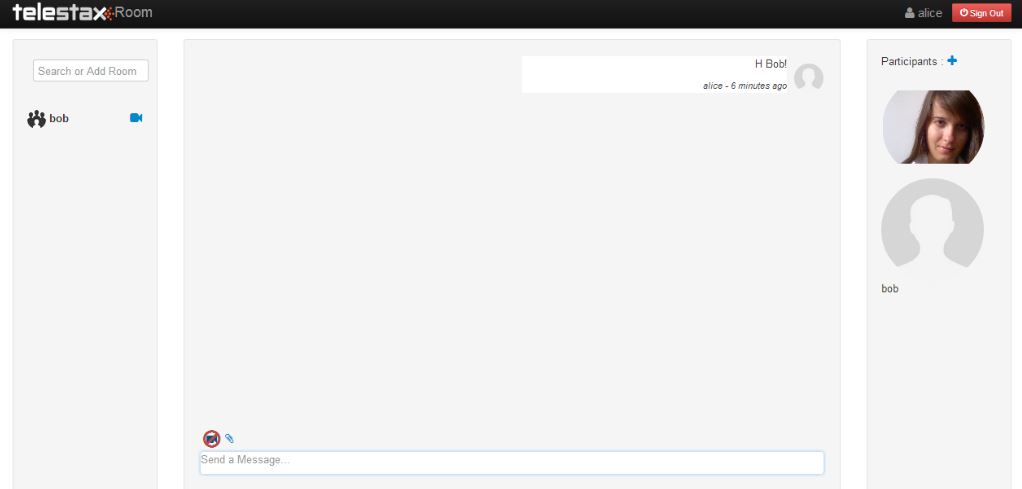 telestax Room
alice
Sign Out
Search or Add Room
bob
H Bob!
alice - 6 minutes ago
Send a Message...
Participants :
bob